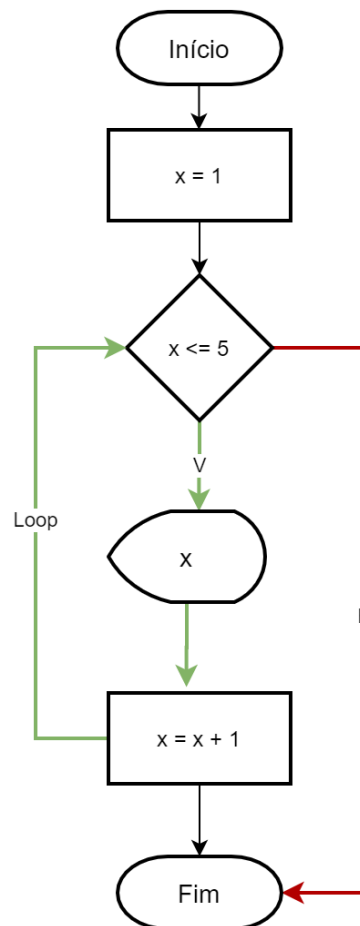 Início
x = 1
x <= 5
V
Loop
x
x = x + 1
Fim